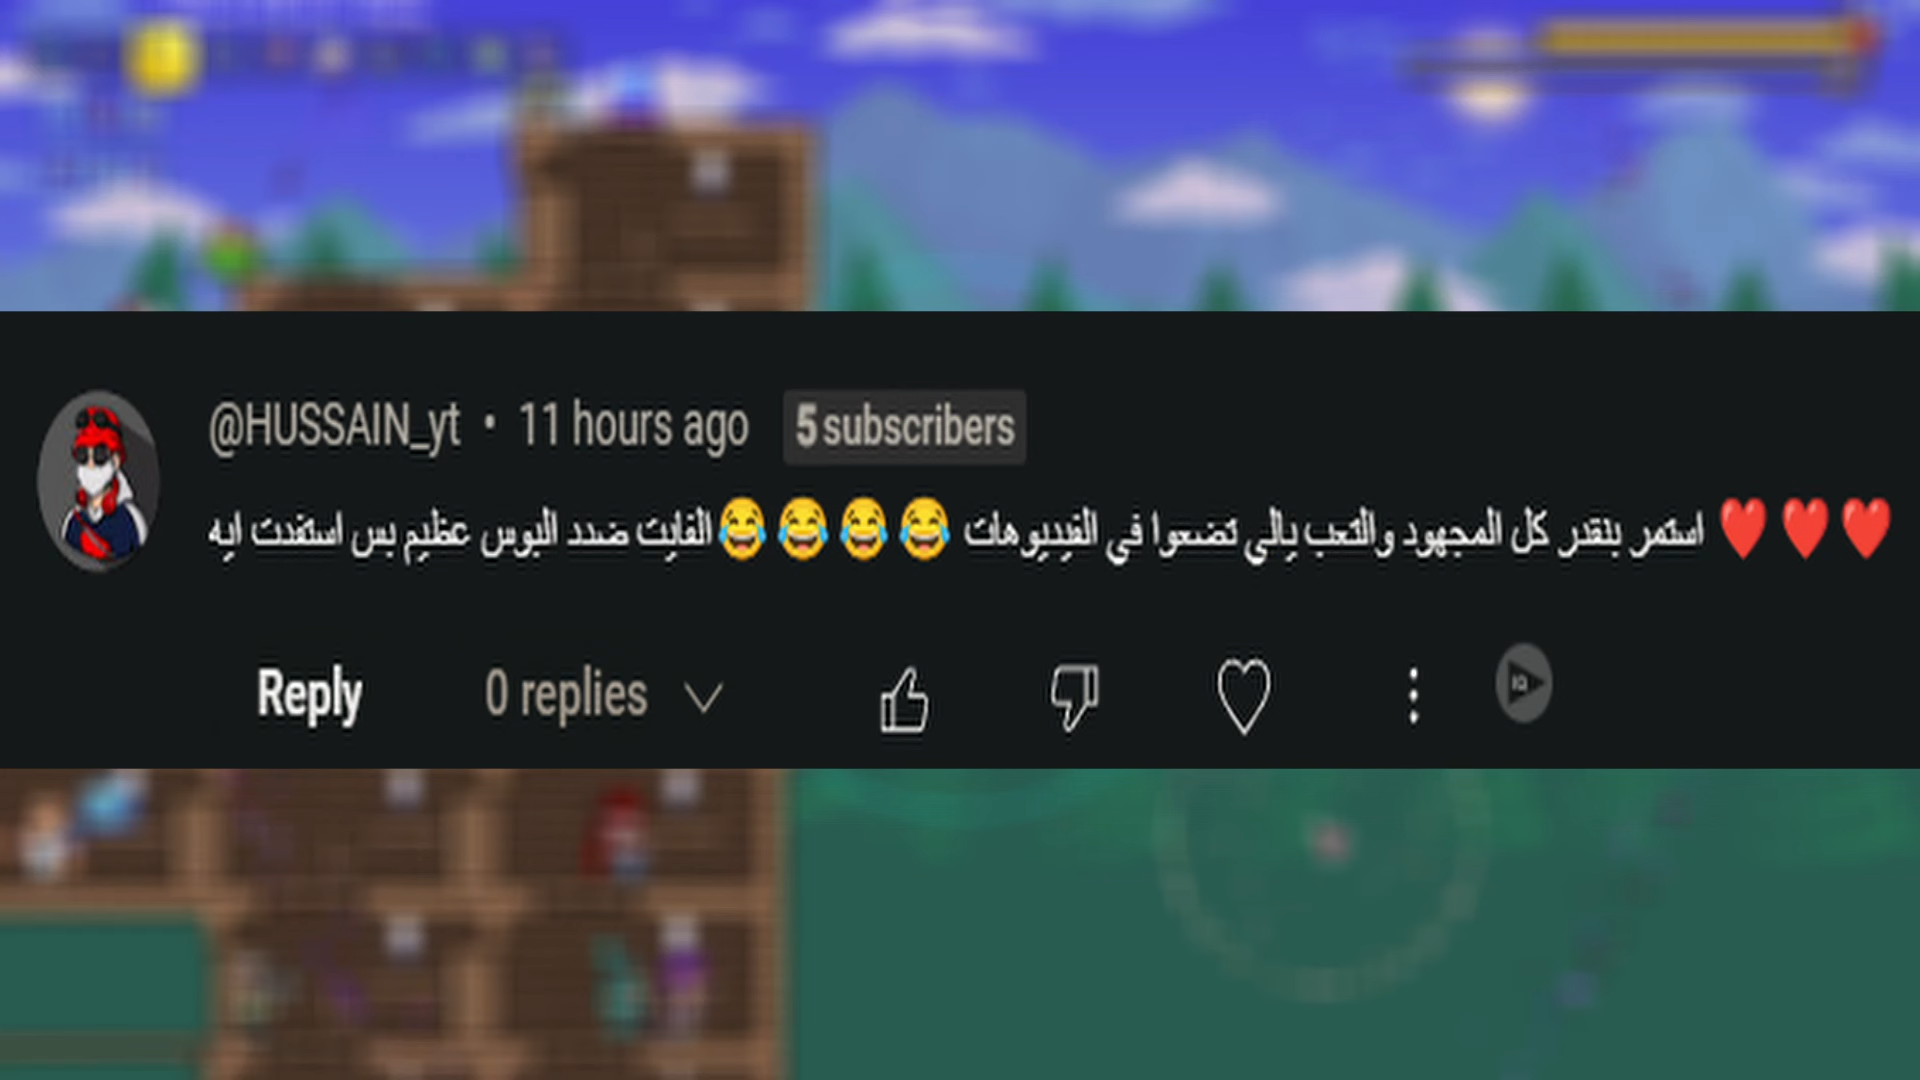 @HUSSAIN_yt • 11 hours ago 5 subscribers
❤️ ❤️ ❤️ استمر بنقدر كل المجهود والتعب يالي تضعوا في الفيديوهات 😂😂😂😂الفايت ضدد البوس عظيم بس استفدت ايه
Reply 0 replies